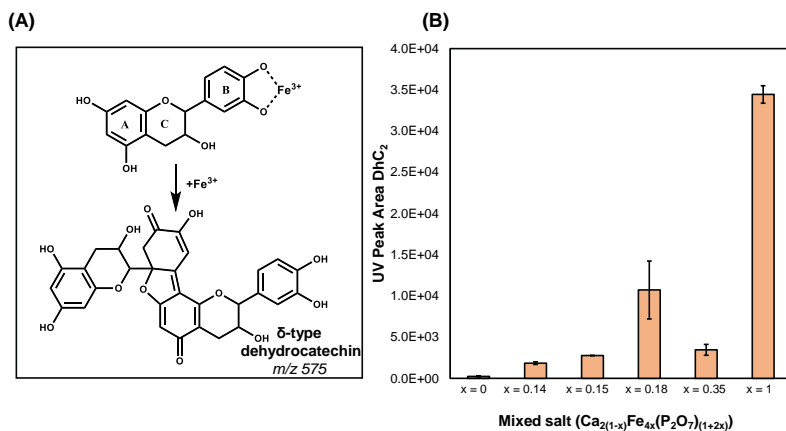 (A)
O
B
Fe³⁺
HO
O
O
A
C
OH
OH
+Fe³⁺
O
OH
OH
HO
O
OH
OH
O
O
HO
OH
O
δ-type
dehydrocatechin
m/z 575
(B)
UV Peak Area DhC₂
4.0E+04
3.5E+04
3.0E+04
2.5E+04
2.0E+04
1.5E+04
1.0E+04
5.0E+03
0.0E+00
x = 0
x = 0.14
x = 0.15
x = 0.18
x = 0.35
x = 1
Mixed salt (Ca₂₍₁₋ₓ₎Fe₄ₓ(P₂O₇)₍₁₊₂ₓ₎)